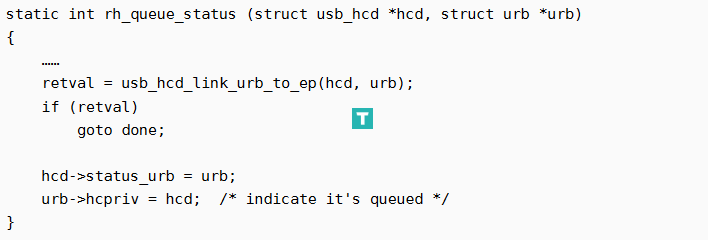 static int rh_queue_status (struct usb_hcd *hcd, struct urb *urb)
{
    ……
    retval = usb_hcd_link_urb_to_ep(hcd, urb);
    if (retval)
        goto done;
T
    hcd->status_urb = urb;
    urb->hcpriv = hcd;  /* indicate it's queued */
}